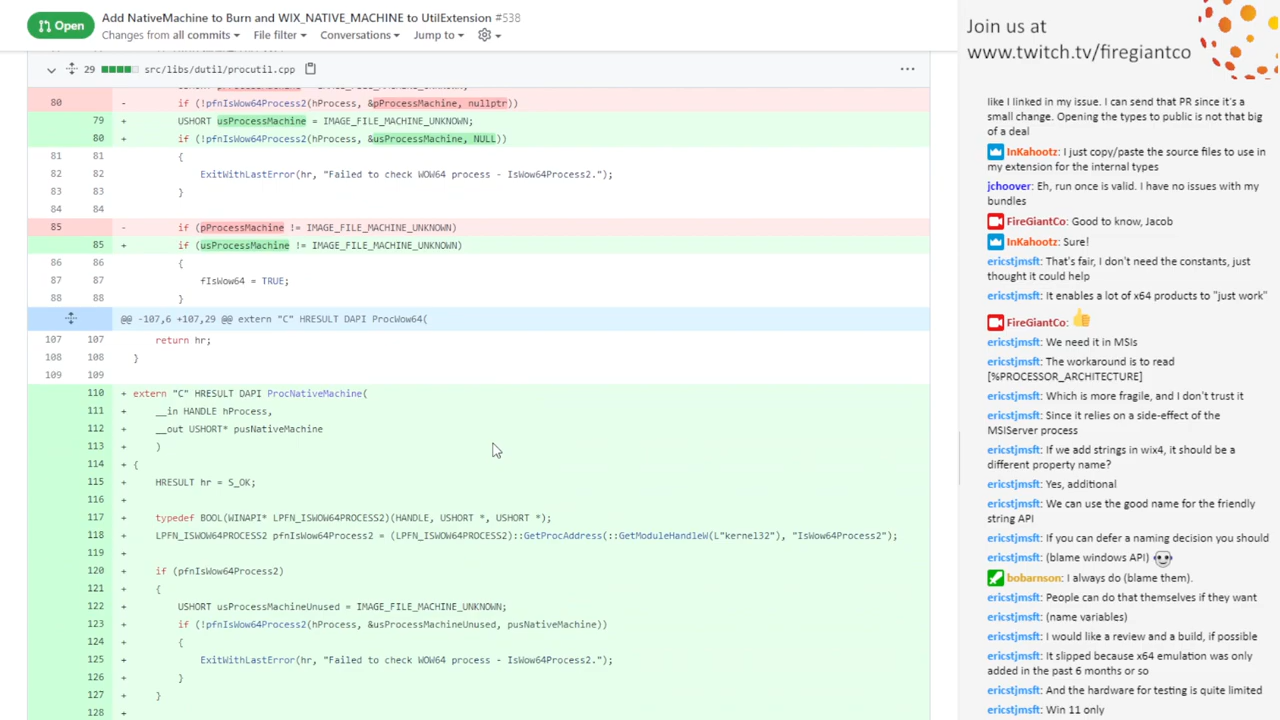 Open
Add NativeMachine to Burn and WIX_NATIVE_MACHINE to UtilExtension #538
Changes from all commits
File filter
Conversations
Jump to
29
src/libs/dutil/procutil.cpp
80 - if (!pfnIsWow64Process2(hProcess, &pProcessMachine, nullptr))
79 + USHORT usProcessMachine = IMAGE_FILE_MACHINE_UNKNOWN;
80 + if (!pfnIsWow64Process2(hProcess, &usProcessMachine, NULL))
81 81 {
82 82 ExitWithLastError(hr, "Failed to check WOW64 process - IsWow64Process2.");
83 83 }
84 84
85 - if (pProcessMachine != IMAGE_FILE_MACHINE_UNKNOWN)
85 + if (usProcessMachine != IMAGE_FILE_MACHINE_UNKNOWN)
86 86 {
87 87 fIsWow64 = TRUE;
88 88 }
@@ -107,6 +107,29 @@ extern "C" HRESULT DAPI ProcWow64(
107 107 return hr;
108 108 }
109 109
110 + extern "C" HRESULT DAPI ProcNativeMachine(
111 + __in HANDLE hProcess,
112 + __out USHORT* pusNativeMachine
113 + )
114 + {
115 + HRESULT hr = S_OK;
116 +
117 + typedef BOOL(WINAPI* LPFN_ISWOW64PROCESS2)(HANDLE, USHORT *, USHORT *);
118 + LPFN_ISWOW64PROCESS2 pfnIsWow64Process2 = (LPFN_ISWOW64PROCESS2)::GetProcAddress(::GetModuleHandleW(L"kernel32"), "IsWow64Process2");
119 +
120 + if (pfnIsWow64Process2)
121 + {
122 + USHORT usProcessMachineUnused = IMAGE_FILE_MACHINE_UNKNOWN;
123 + if (!pfnIsWow64Process2(hProcess, &usProcessMachineUnused, pusNativeMachine))
124 + {
125 + ExitWithLastError(hr, "Failed to check WOW64 process - IsWow64Process2.");
126 + }
127 + }
128 +
Join us at
www.twitch.tv/firegiantco
like I linked in my issue. I can send that PR since it's a
small change. Opening the types to public is not that big
of a deal
InKahootz: I just copy/paste the source files to use in
my extension for the internal types
jchoover: Eh, run once is valid. I have no issues with my
bundles
FireGiantCo: Good to know, Jacob
InKahootz: Sure!
ericstjmsft: That's fair, I don't need the constants, just
thought it could help
ericstjmsft: It enables a lot of x64 products to "just work"
FireGiantCo:
ericstjmsft: We need it in MSIs
ericstjmsft: The workaround is to read
[%PROCESSOR_ARCHITECTURE]
ericstjmsft: Which is more fragile, and I don't trust it
ericstjmsft: Since it relies on a side-effect of the
MSIServer process
ericstjmsft: If we add strings in wix4, it should be a
different property name?
ericstjmsft: Yes, additional
ericstjmsft: We can use the good name for the friendly
string API
ericstjmsft: If you can defer a naming decision you should
ericstjmsft: (blame windows API)
bobarnson: I always do (blame them).
ericstjmsft: People can do that themselves if they want
ericstjmsft: (name variables)
ericstjmsft: I would like a review and a build, if possible
ericstjmsft: It slipped because x64 emulation was only
added in the past 6 months or so
ericstjmsft: And the hardware for testing is quite limited
ericstjmsft: Win 11 only